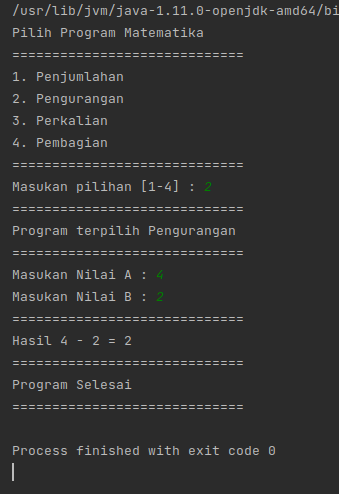 /usr/lib/jvm/java-1.11.0-openjdk-amd64/bi
Pilih Program Matematika
=============================
1. Penjumlahan
2. Pengurangan
3. Perkalian
4. Pembagian
=============================
Masukan pilihan [1-4] : 2
=============================
Program terpilih Pengurangan
=============================
Masukan Nilai A : 4
Masukan Nilai B : 2
=============================
Hasil 4 - 2 = 2
=============================
Program Selesai
=============================
Process finished with exit code 0